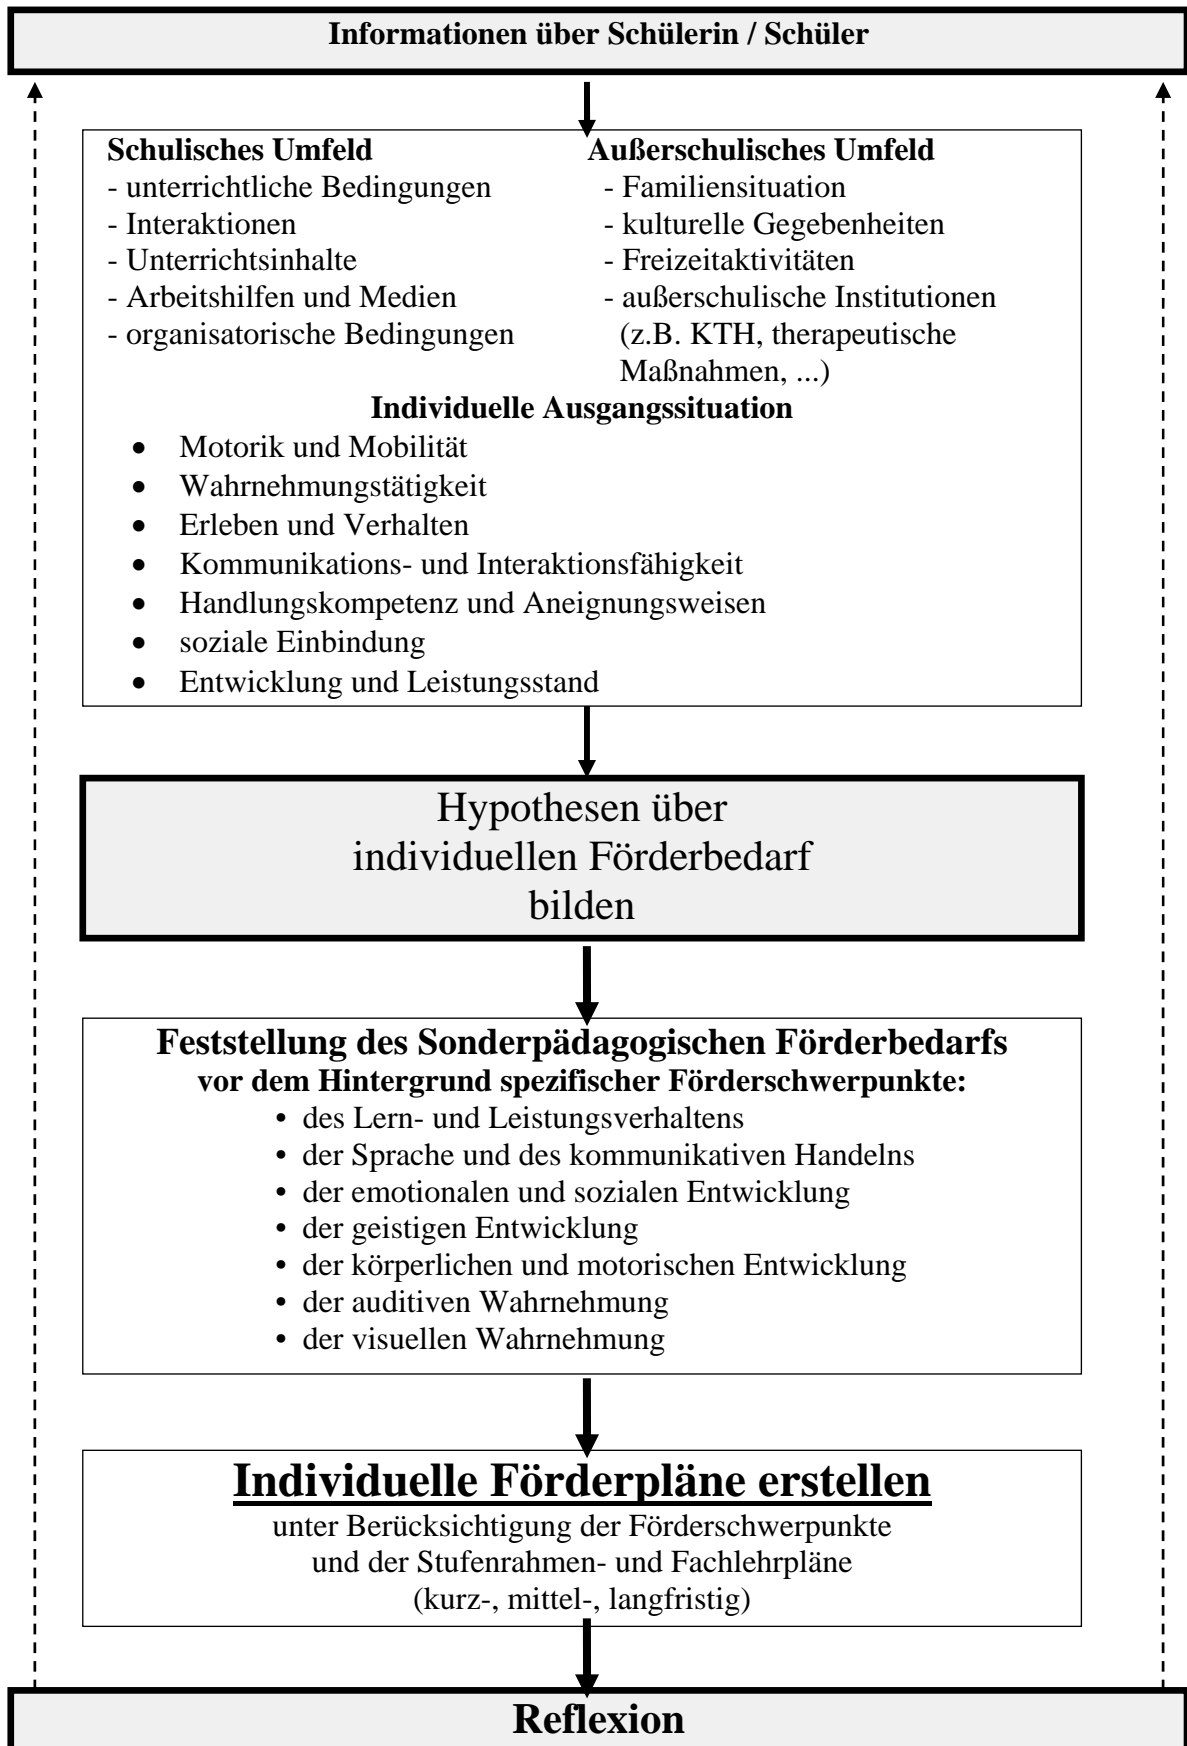 Informationen über Schülerin / Schüler
Schulisches Umfeld
- unterrichtliche Bedingungen
- Interaktionen
- Unterrichtsinhalte
- Arbeitshilfen und Medien
- organisatorische Bedingungen
Außerschulisches Umfeld
- Familiensituation
- kulturelle Gegebenheiten
- Freizeitaktivitäten
- außerschulische Institutionen
(z.B. KTH, therapeutische
Maßnahmen, ...)
Individuelle Ausgangssituation
• Motorik und Mobilität
• Wahrnehmungstätigkeit
• Erleben und Verhalten
• Kommunikations- und Interaktionsfähigkeit
• Handlungskompetenz und Aneignungsweisen
• soziale Einbindung
• Entwicklung und Leistungsstand
Hypothesen über
individuellen Förderbedarf
bilden
Feststellung des Sonderpädagogischen Förderbedarfs
vor dem Hintergrund spezifischer Förderschwerpunkte:
• des Lern- und Leistungsverhaltens
• der Sprache und des kommunikativen Handelns
• der emotionalen und sozialen Entwicklung
• der geistigen Entwicklung
• der körperlichen und motorischen Entwicklung
• der auditiven Wahrnehmung
• der visuellen Wahrnehmung
Individuelle Förderpläne erstellen
unter Berücksichtigung der Förderschwerpunkte
und der Stufenrahmen- und Fachlehrpläne
(kurz-, mittel-, langfristig)
Reflexion